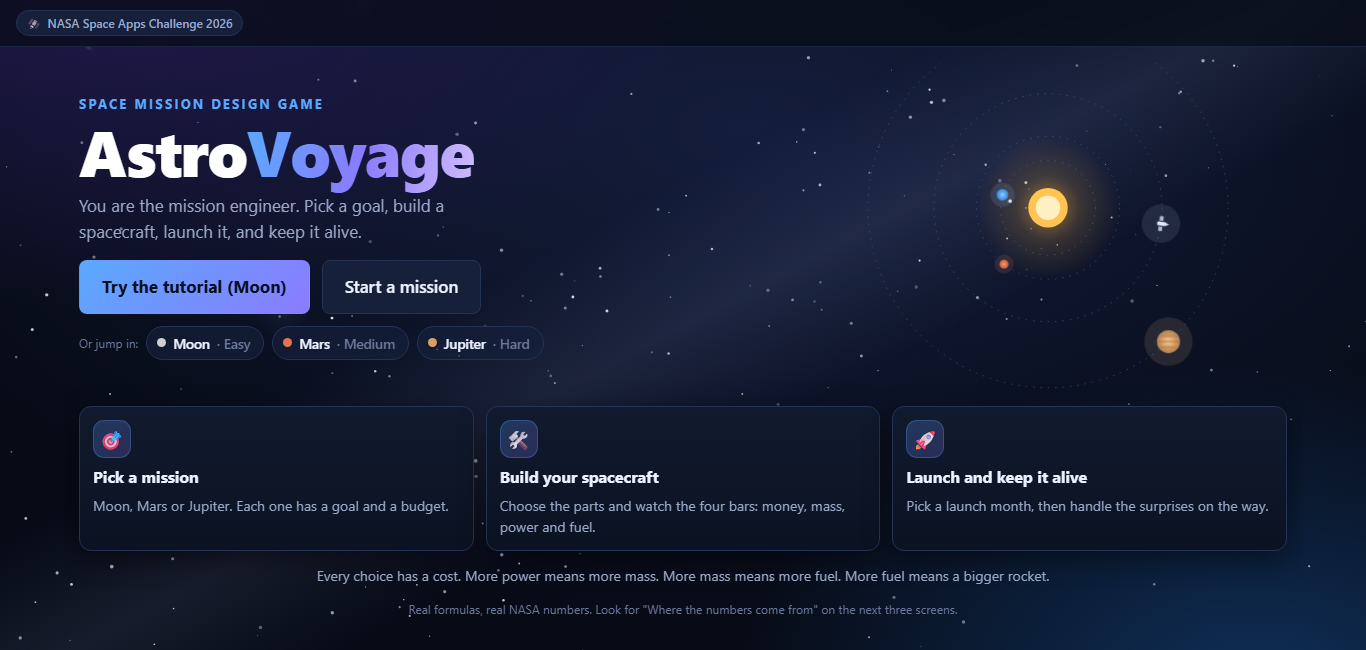 NASA Space Apps Challenge 2026
SPACE MISSION DESIGN GAME
AstroVoyage
You are the mission engineer. Pick a goal, build a
spacecraft, launch it, and keep it alive.
Try the tutorial (Moon)
Start a mission
Or jump in:
Moon · Easy
Mars · Medium
Jupiter · Hard
Pick a mission
Moon, Mars or Jupiter. Each one has a goal and a budget.
Build your spacecraft
Choose the parts and watch the four bars: money, mass,
power and fuel.
Launch and keep it alive
Pick a launch month, then handle the surprises on the way.
Every choice has a cost. More power means more mass. More mass means more fuel. More fuel means a bigger rocket.
Real formulas, real NASA numbers. Look for "Where the numbers come from" on the next three screens.